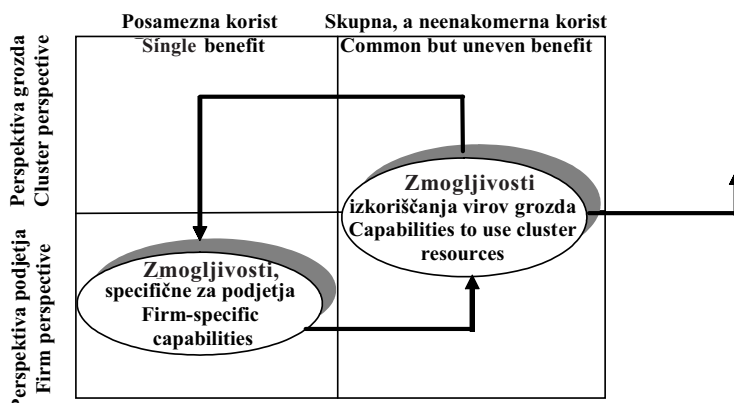 Posamezna korist
Single benefit
Skupna, a neenakomerna korist
Common but uneven benefit
Perspektiva grozda
Cluster perspective
Zmogljivosti
izkoriščanja virov grozda
Capabilities to use cluster
resources
Perspektiva podjetja
Firm perspective
Zmogljivosti,
specifične za podjetja
Firm-specific
capabilities